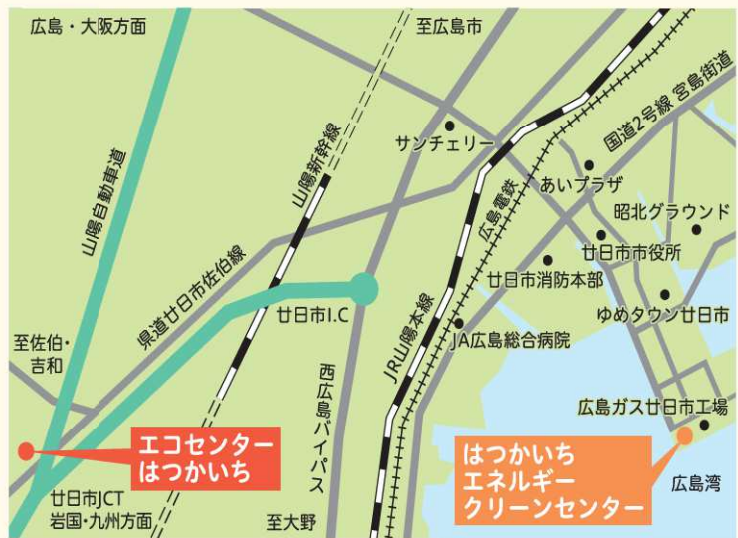 広島・大阪方面
至広島市
サンチェリー
国道2号線 宮島街道
山陽新幹線
山陽自動車道
広島電鉄
あいプラザ
昭北グラウンド
廿日市市役所
廿日市消防本部
県道廿日市佐伯線
廿日市I.C
ゆめタウン廿日市
至佐伯・
吉和
JA広島総合病院
JR山陽本線
西広島バイパス
広島ガス廿日市工場
エコセンター
はつかいち
はつかいち
エネルギー
クリーンセンター
広島湾
廿日市JCT
岩国・九州方面
至大野